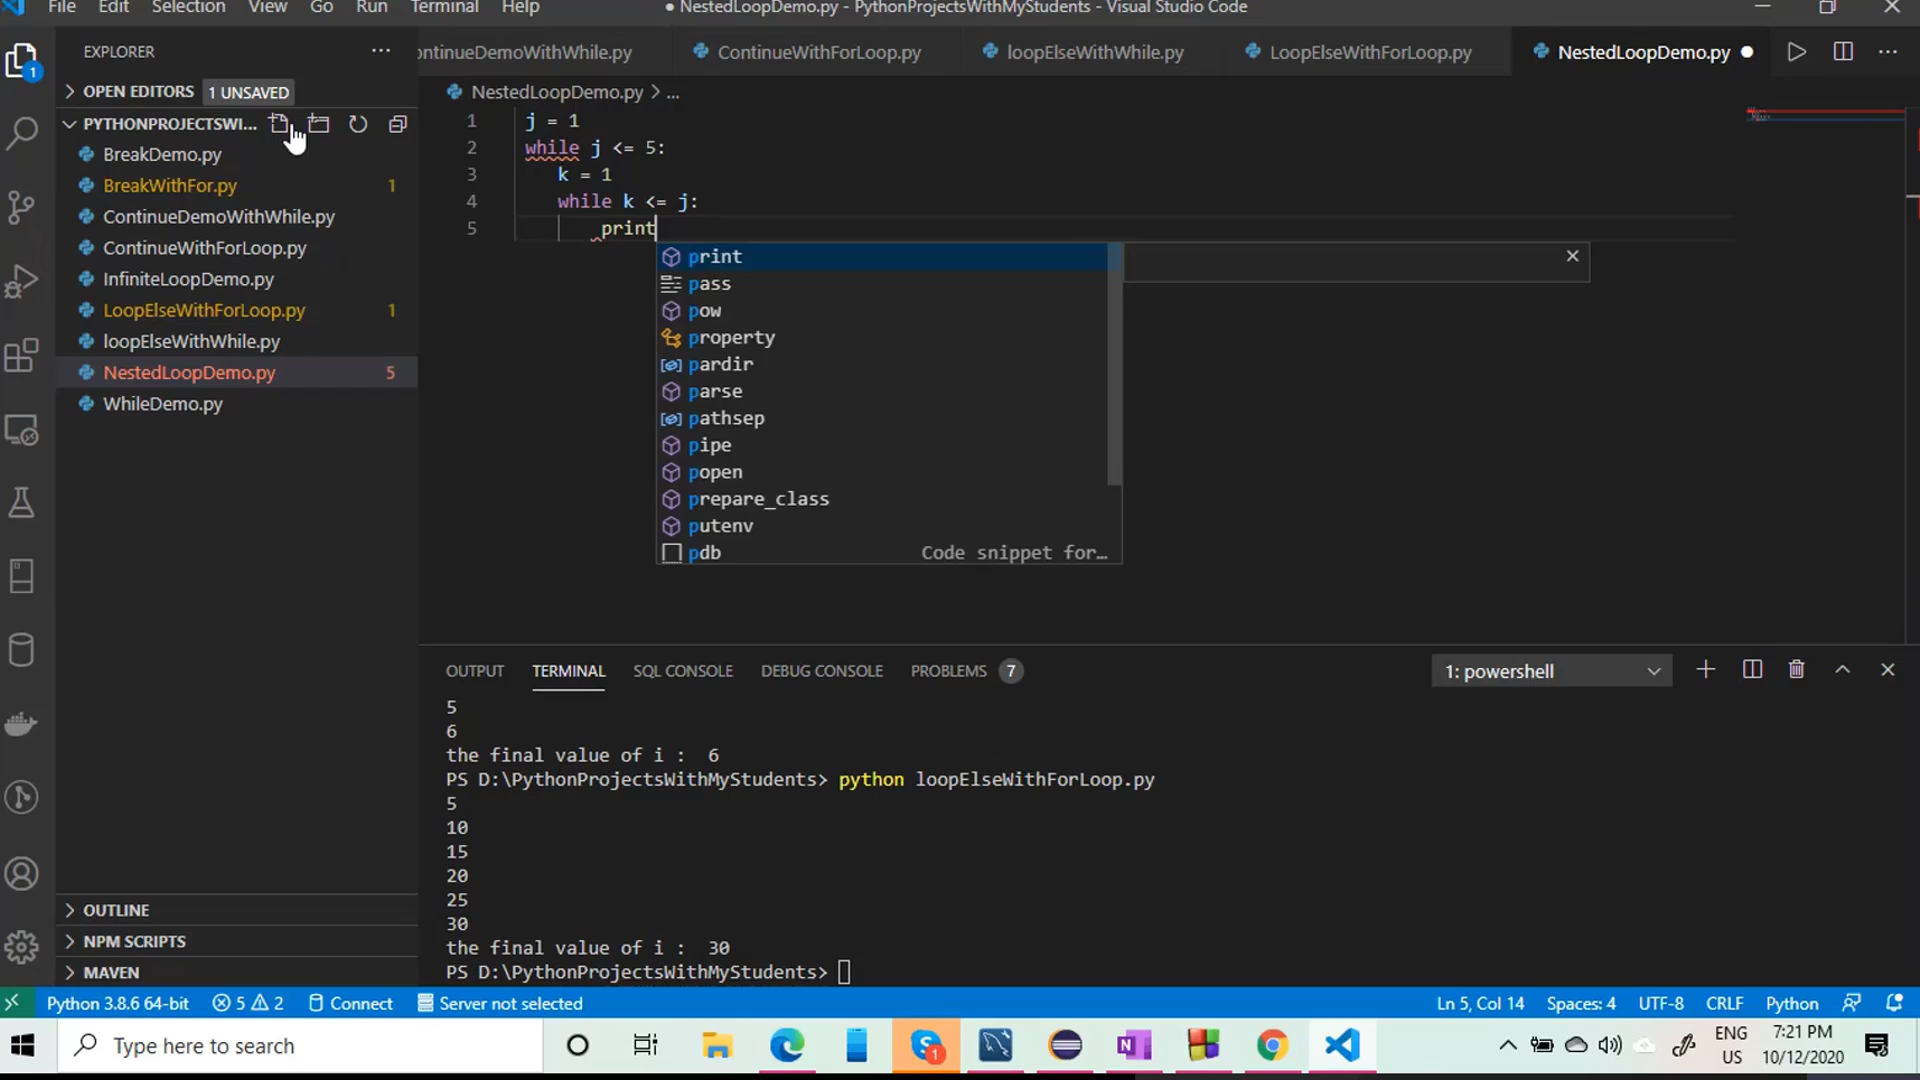 File Edit Selection View Go Run Terminal Help ● NestedLoopDemo.py - PythonProjectsWithMyStudents - Visual Studio Code
EXPLORER
ontinueDemoWithWhile.py ContinueWithForLoop.py loopElseWithWhile.py LoopElseWithForLoop.py NestedLoopDemo.py
OPEN EDITORS 1 UNSAVED
NestedLoopDemo.py > ...
PYTHONPROJECTSWI...
BreakDemo.py
BreakWithFor.py 1
ContinueDemoWithWhile.py
ContinueWithForLoop.py
InfiniteLoopDemo.py
LoopElseWithForLoop.py 1
loopElseWithWhile.py
NestedLoopDemo.py 5
WhileDemo.py
1 j = 1
2 while j <= 5:
3 k = 1
4 while k <= j:
5 print
print
pass
pow
property
pardir
parse
pathsep
pipe
popen
prepare_class
putenv
pdb Code snippet for…
OUTPUT TERMINAL SQL CONSOLE DEBUG CONSOLE PROBLEMS 7 1: powershell
5
6
the final value of i :  6
PS D:\PythonProjectsWithMyStudents> python loopElseWithForLoop.py
5
10
15
20
25
30
the final value of i :  30
PS D:\PythonProjectsWithMyStudents>
OUTLINE
NPM SCRIPTS
MAVEN
1
Python 3.8.6 64-bit 5 2 Connect Server not selected Ln 5, Col 14 Spaces: 4 UTF-8 CRLF Python
Type here to search
1
N
ENG
US
7:21 PM
10/12/2020